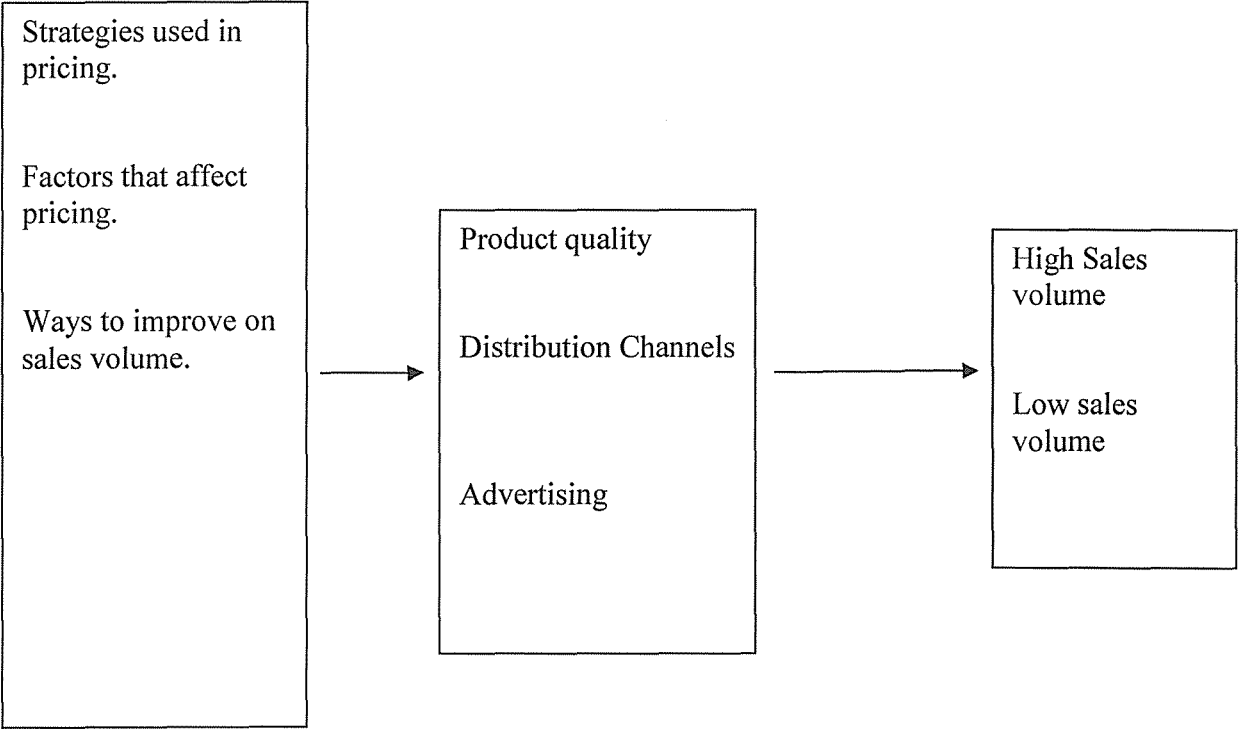 Strategies used in
pricing.
Factors that affect
pricing.
Ways to improve on
sales volume.
Product quality
Distribution Channels
Advertising
High Sales
volume
Low sales
volume